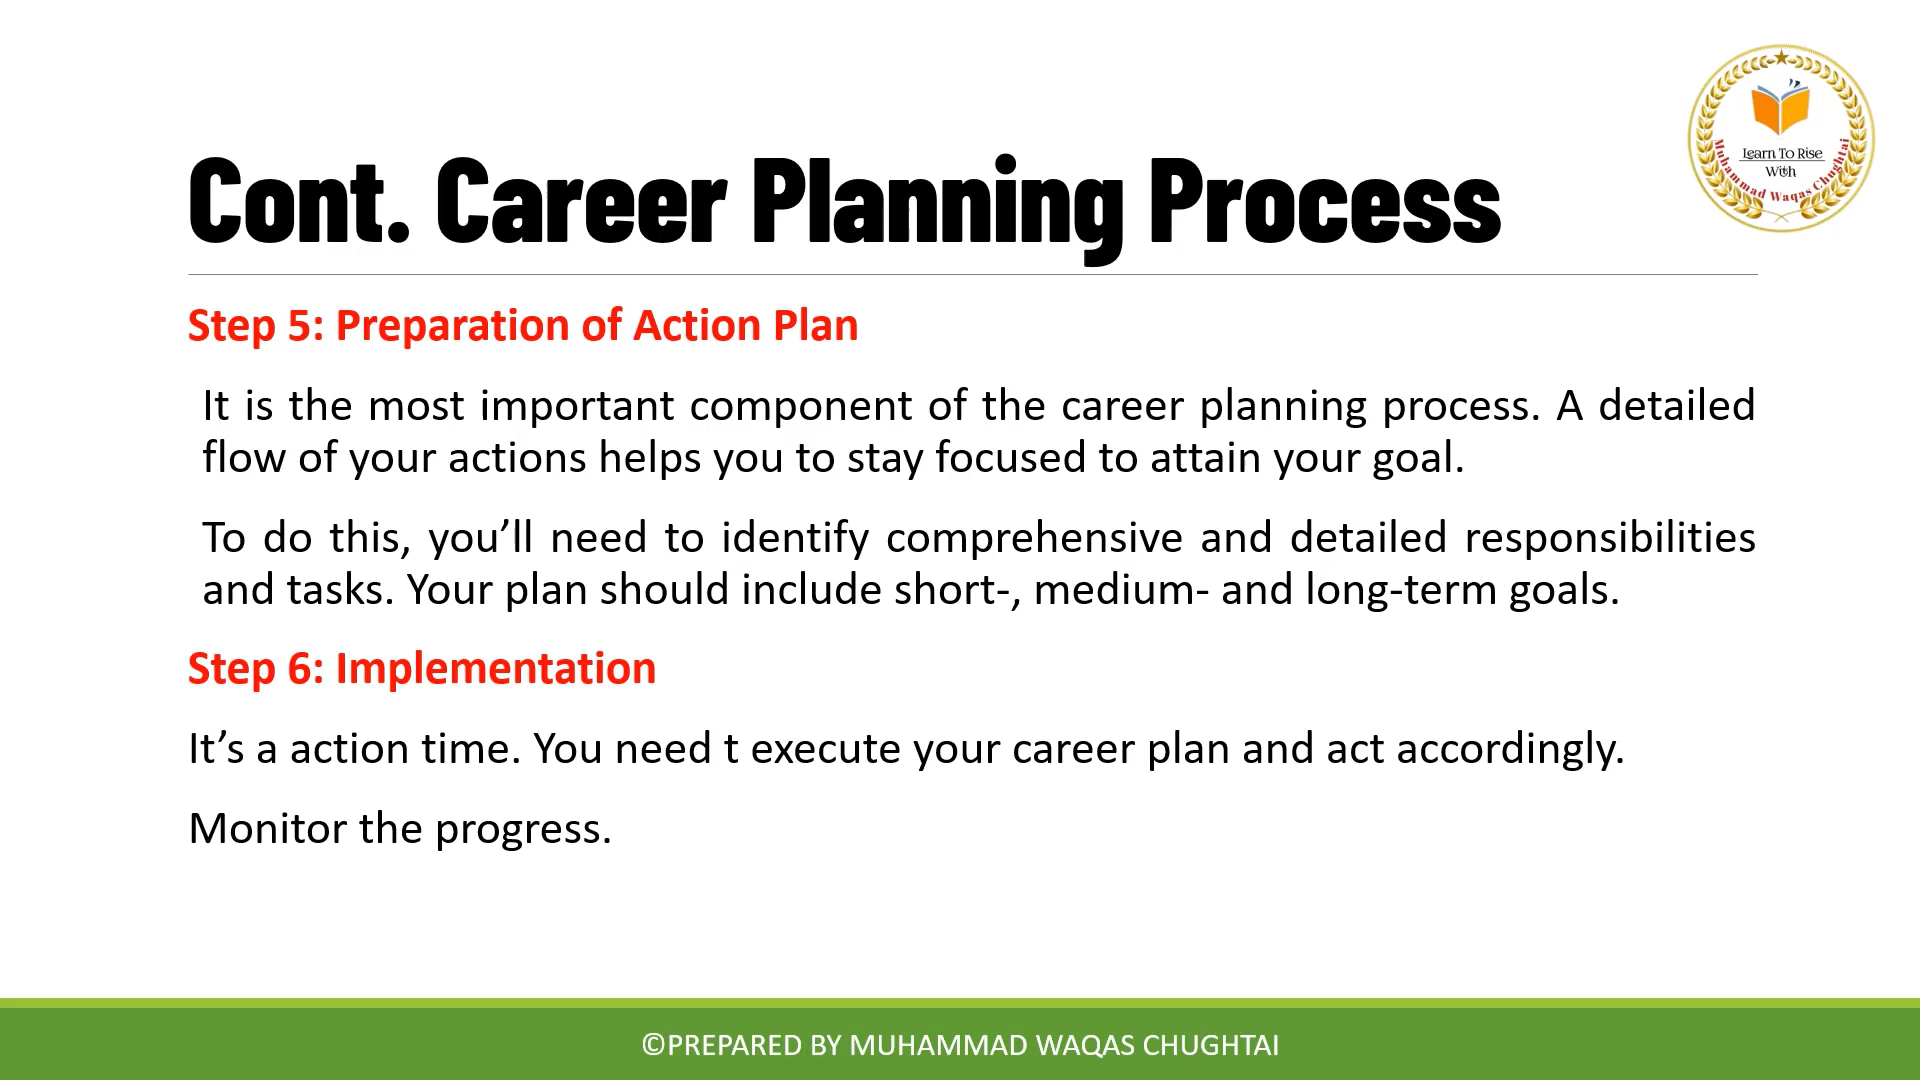 Learn To Rise
With
Muhammad Waqas Chughtai
Cont. Career Planning Process
Step 5: Preparation of Action Plan
It is the most important component of the career planning process. A detailed
flow of your actions helps you to stay focused to attain your goal.
To do this, you’ll need to identify comprehensive and detailed responsibilities
and tasks. Your plan should include short-, medium- and long-term goals.
Step 6: Implementation
It’s a action time. You need t execute your career plan and act accordingly.
Monitor the progress.
©PREPARED BY MUHAMMAD WAQAS CHUGHTAI